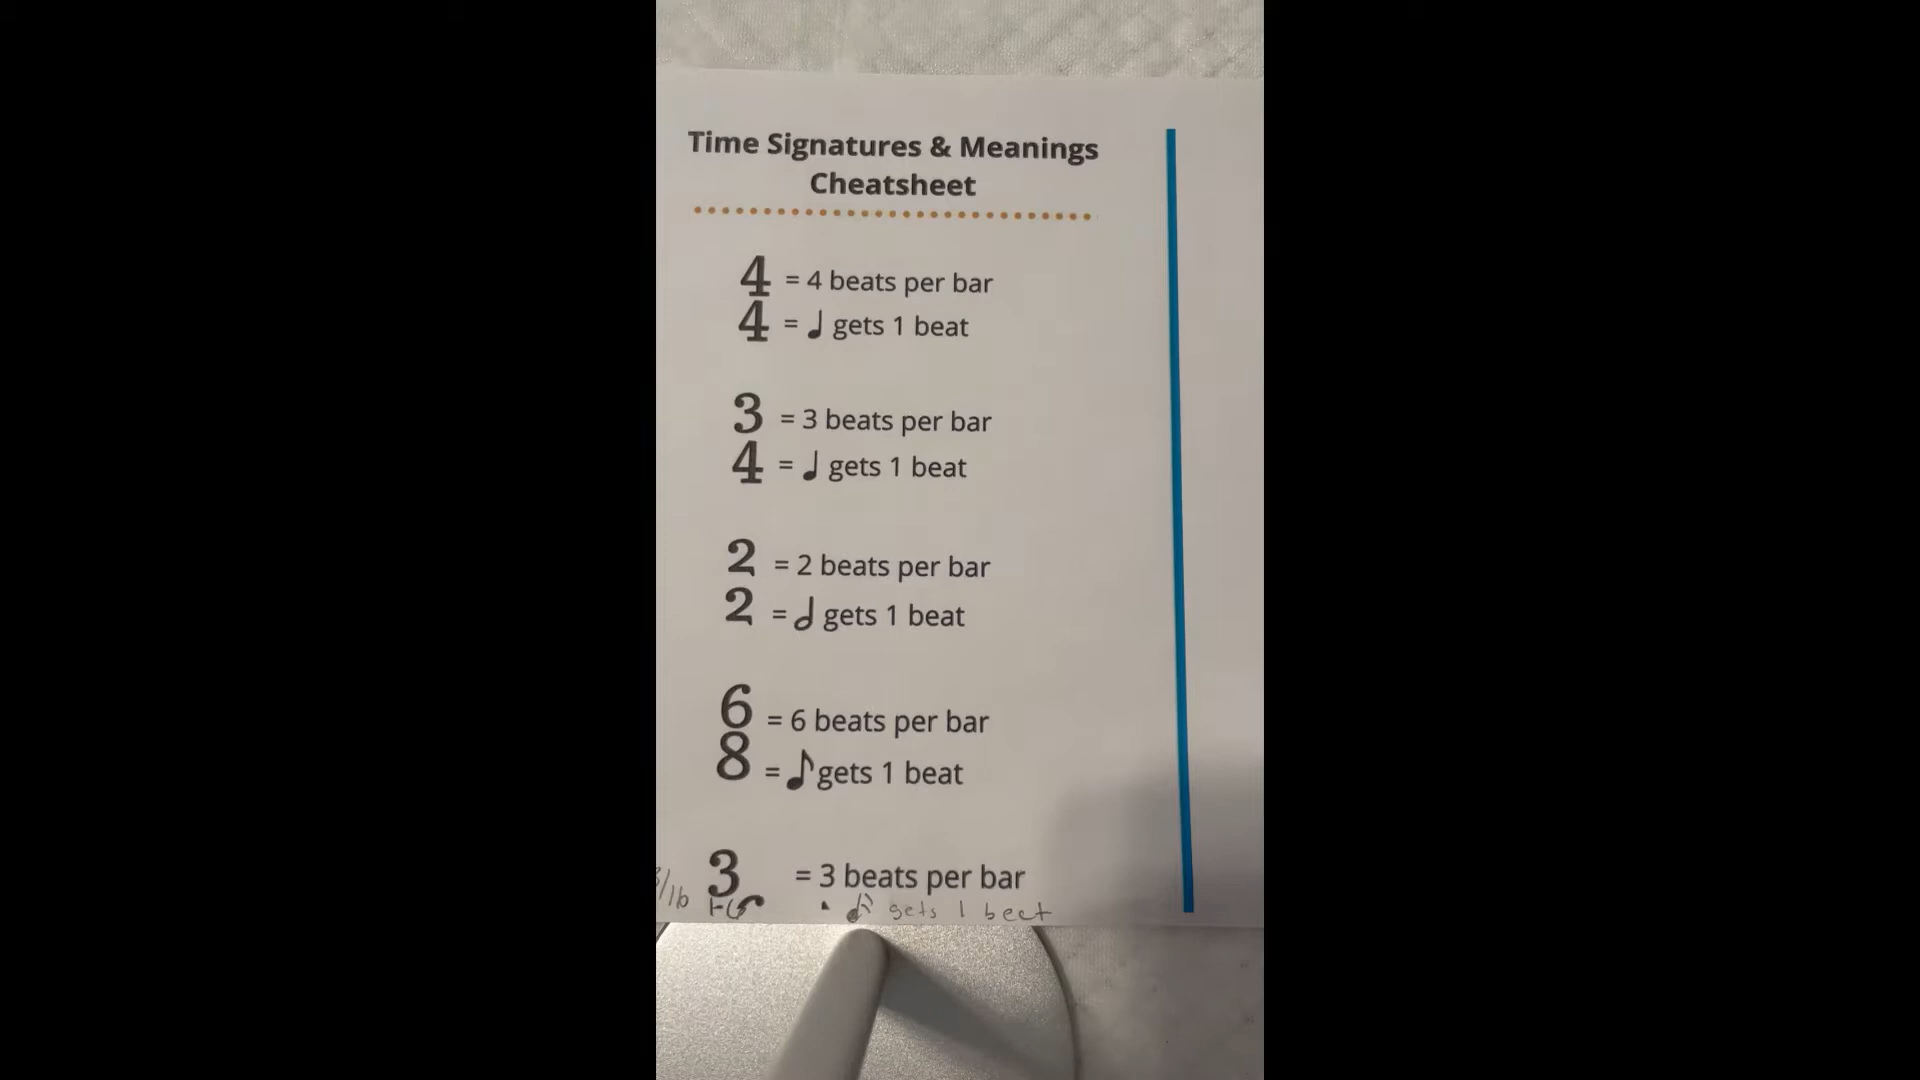 Time Signatures & Meanings
Cheatsheet
4 = 4 beats per bar
4 = ♩ gets 1 beat
3 = 3 beats per bar
4 = ♩ gets 1 beat
2 = 2 beats per bar
2 = 𝅗𝅥 gets 1 beat
6 = 6 beats per bar
8 = ♪ gets 1 beat
3 = 3 beats per bar
3/16
gets 1 beat